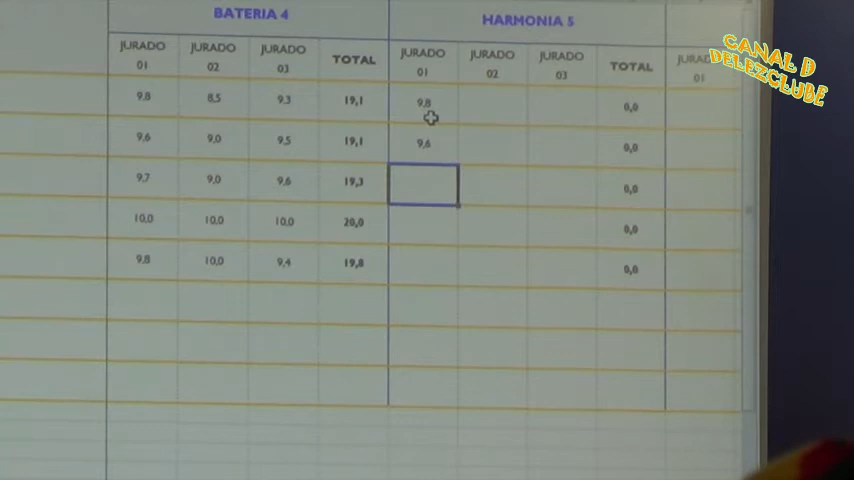 BATERIA 4 HARMONIA 5
JURADO 01 JURADO 02 JURADO 03 TOTAL JURADO 01 JURADO 02 JURADO 03 TOTAL JURADO 01
9,8 8,5 9,3 19,1 9,8 0,0
9,6 9,0 9,5 19,1 9,6 0,0
9,7 9,0 9,6 19,3 0,0
10,0 10,0 10,0 20,0 0,0
9,8 10,0 9,4 19,8 0,0
CANAL D
DELEZCLUBE